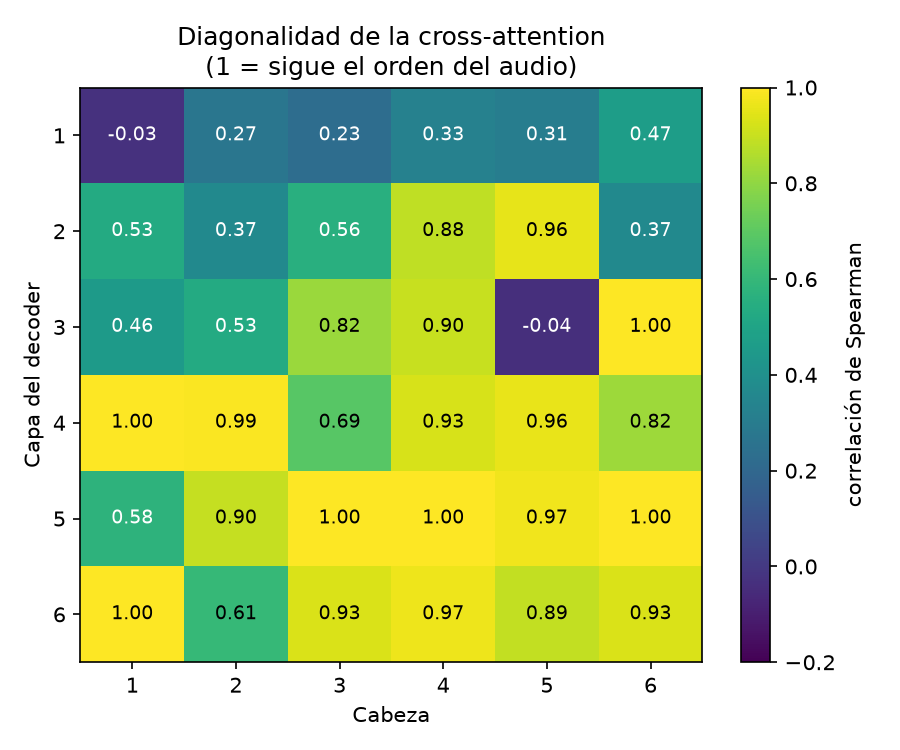 Diagonalidad de la cross-attention
(1 = sigue el orden del audio)
Capa del decoder
1 -0.03 0.27 0.23 0.33 0.31 0.47
2 0.53 0.37 0.56 0.88 0.96 0.37
3 0.46 0.53 0.82 0.90 -0.04 1.00
4 1.00 0.99 0.69 0.93 0.96 0.82
5 0.58 0.90 1.00 1.00 0.97 1.00
6 1.00 0.61 0.93 0.97 0.89 0.93
1 2 3 4 5 6
Cabeza
1.0
0.8
0.6
0.4
0.2
0.0
−0.2
correlación de Spearman